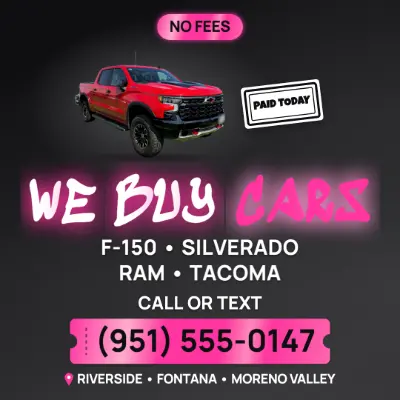 NO FEES
PAID TODAY
WE BUY CARS
F-150 • SILVERADO
RAM • TACOMA
CALL OR TEXT
(951) 555-0147
RIVERSIDE • FONTANA • MORENO VALLEY